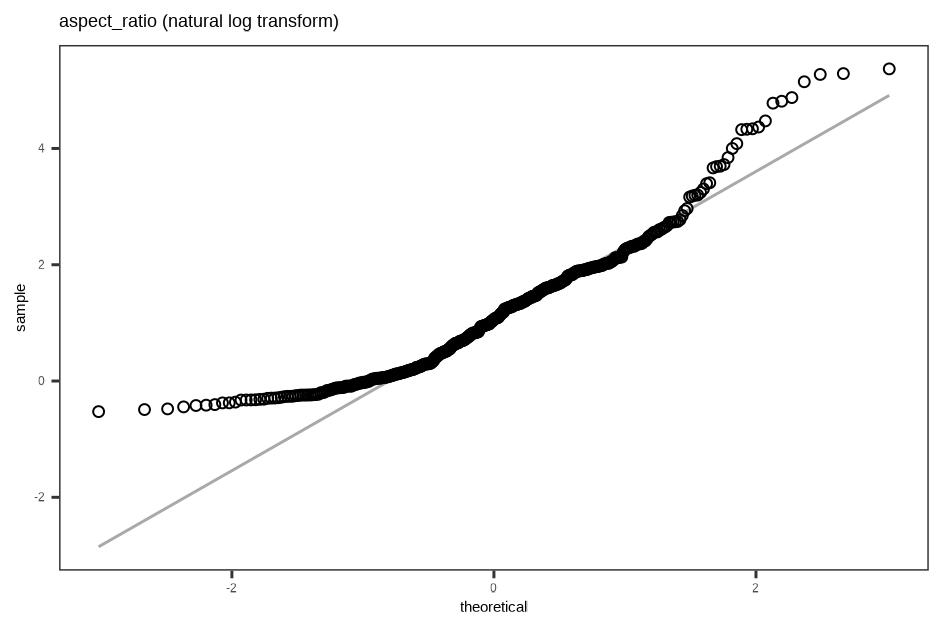 aspect_ratio (natural log transform)
4
2
0
-2
sample
-2
0
2
theoretical